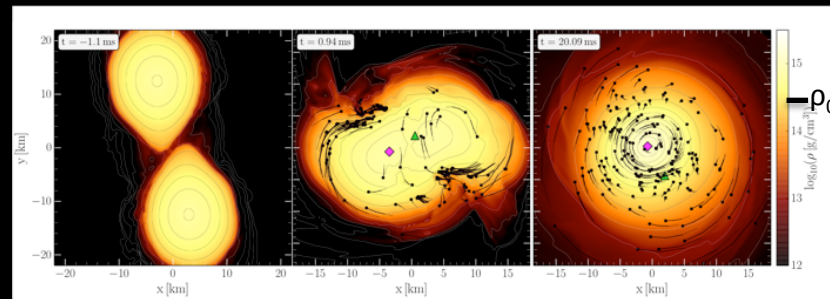 t = −1.1 ms
t = 0.94 ms
t = 20.09 ms
20
10
0
−10
−20
y [km]
−20 −10 0 10 20
x [km]
−15 −10 −5 0 5 10 15
x [km]
−15 −10 −5 0 5 10 15
x [km]
15
14
13
12
log₁₀(ρ [g/cm³])
ρ₀